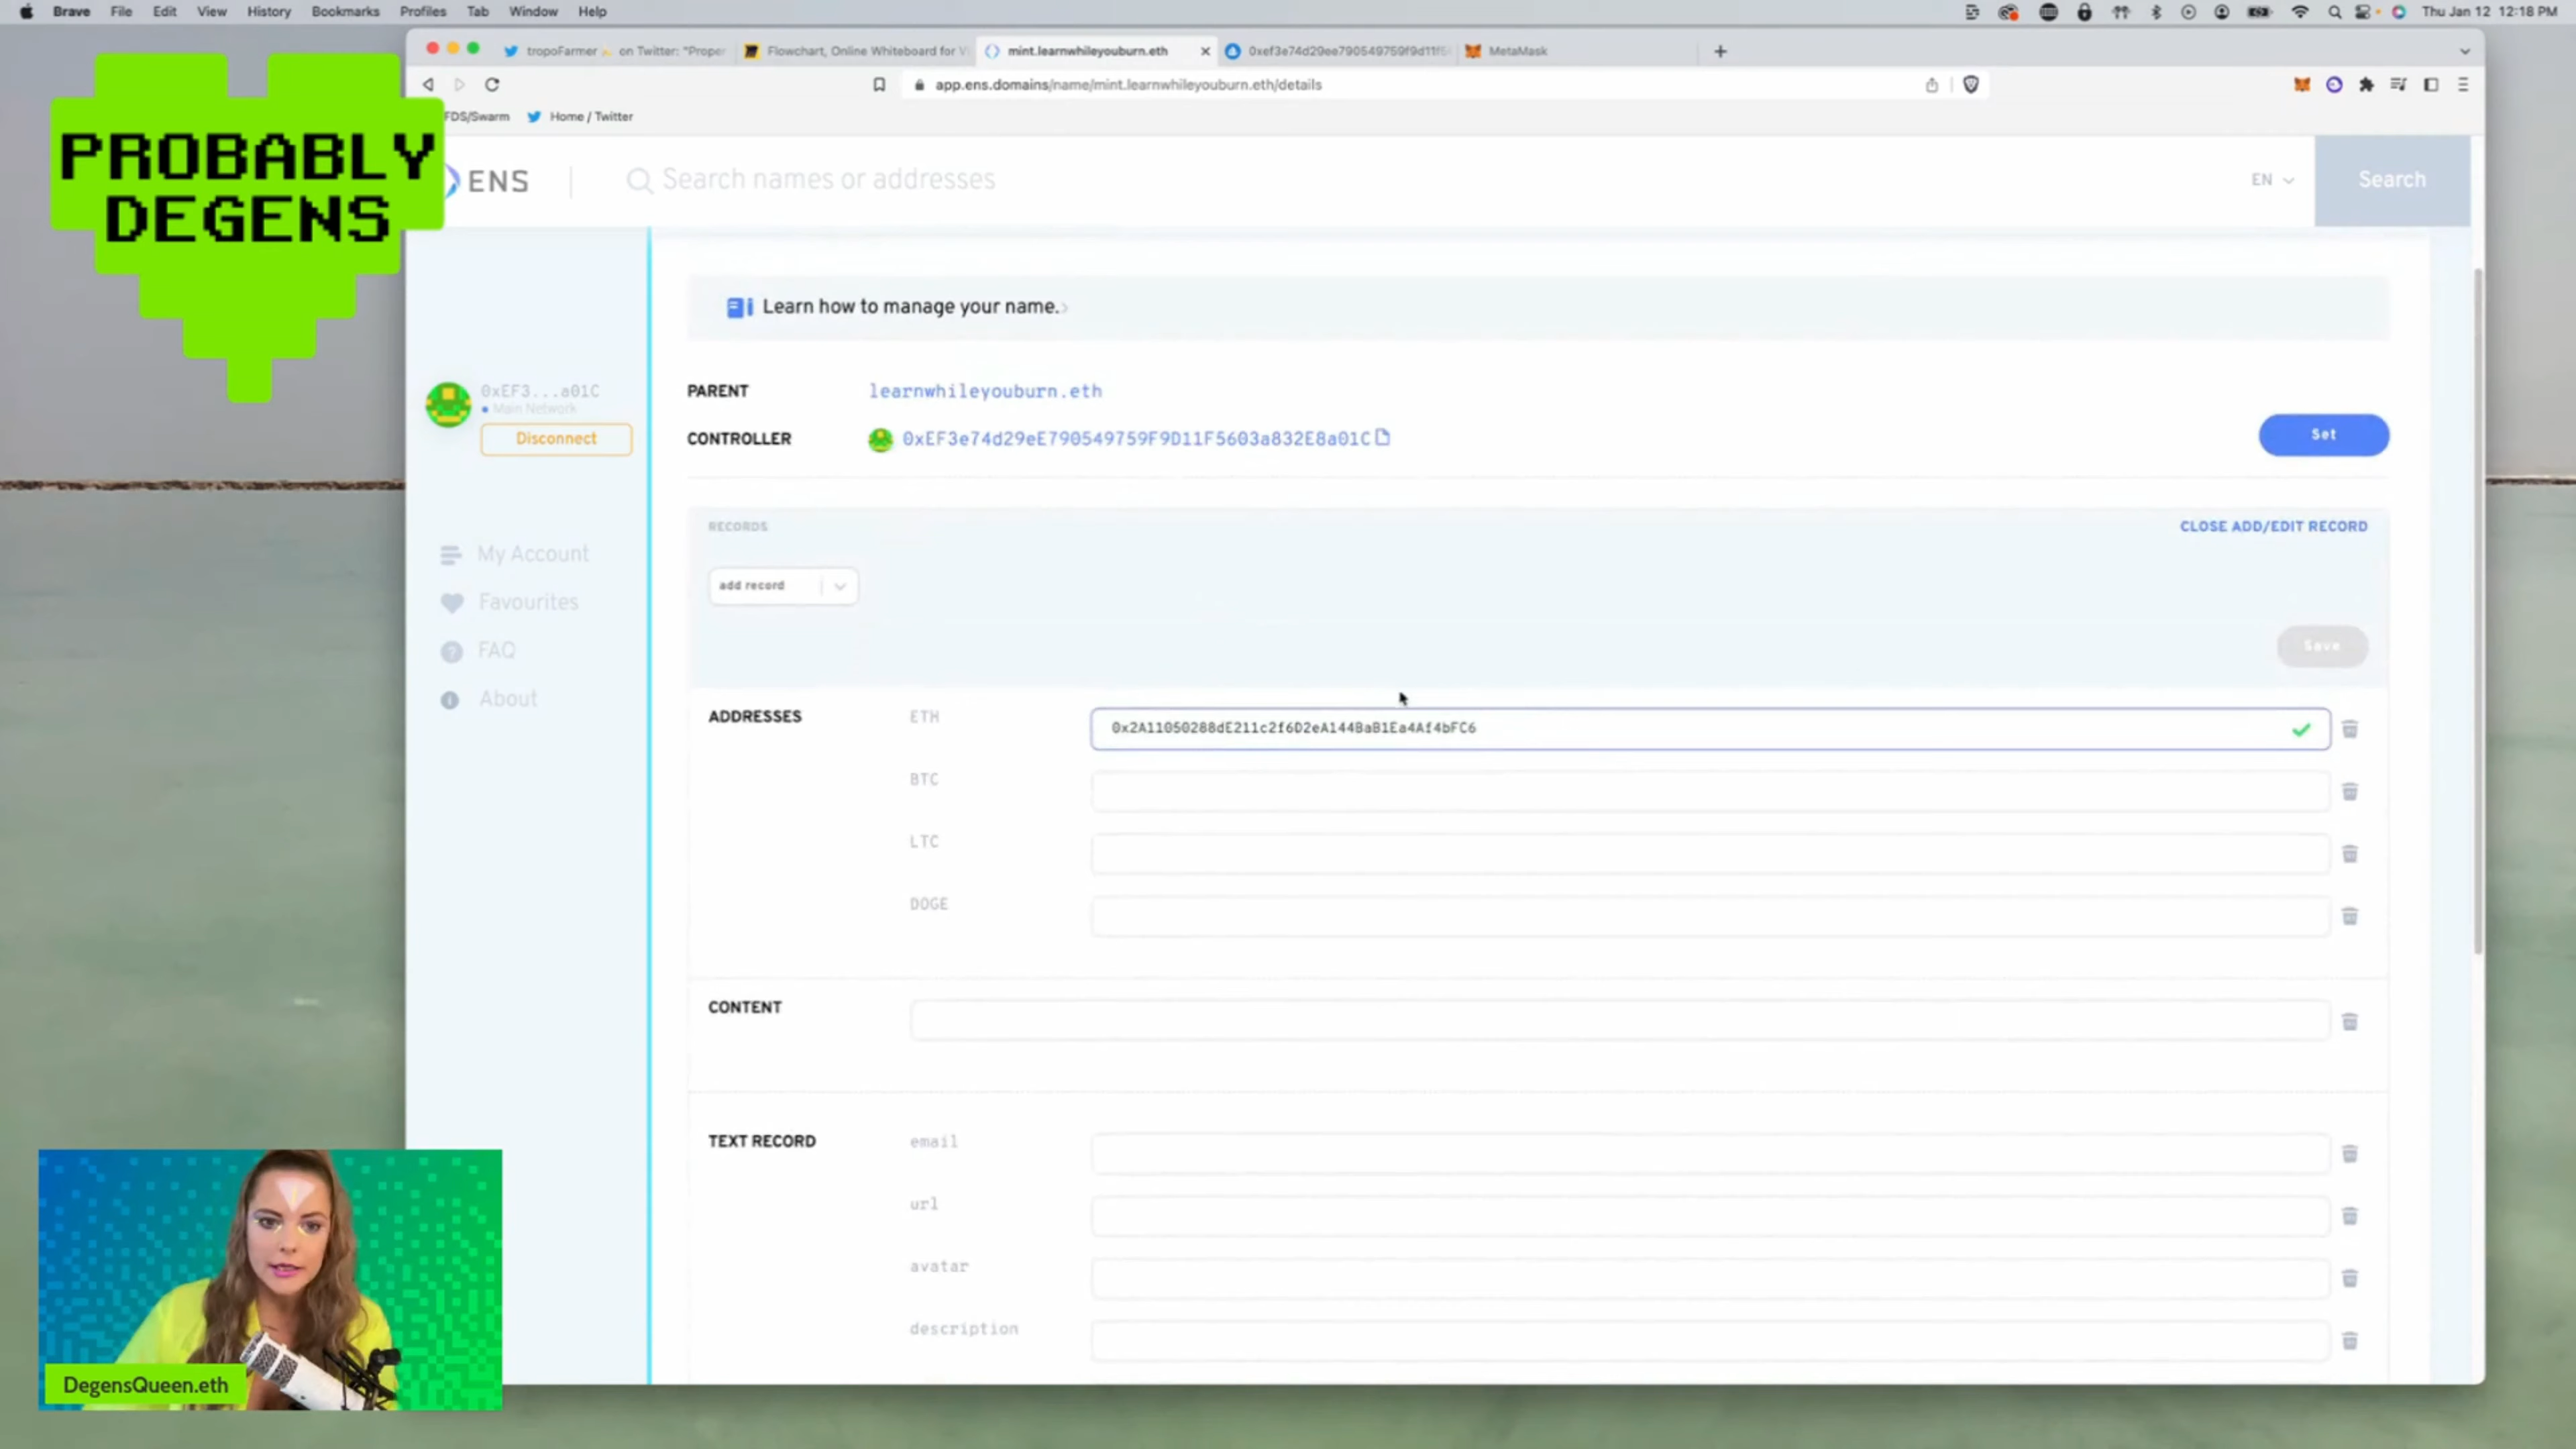 Brave File Edit View History Bookmarks Profiles Tab Window Help
Thu Jan 12 12:18 PM
tropoFarmer on Twitter: "Proper
Flowchart, Online Whiteboard for Vi
mint.learnwhileyouburn.eth
0xef3e74d29ee790549759f9d11f5
MetaMask
app.ens.domains/name/mint.learnwhileyouburn.eth/details
FDS/Swarm
Home / Twitter
PROBABLY
DEGENS
ENS
Search names or addresses
EN
Search
Learn how to manage your name.
0xEF3...a01C
Main Network
Disconnect
PARENT
learnwhileyouburn.eth
CONTROLLER
0xEF3e74d29eE790549759F9D11F5603a832E8a01C
Set
My Account
Favourites
FAQ
About
RECORDS
CLOSE ADD/EDIT RECORD
add record
Save
ADDRESSES
ETH
0x2A11050288dE211c2f6D2eA144BaB1Ea4Af4bFC6
BTC
LTC
DOGE
CONTENT
TEXT RECORD
email
url
avatar
description
DegensQueen.eth